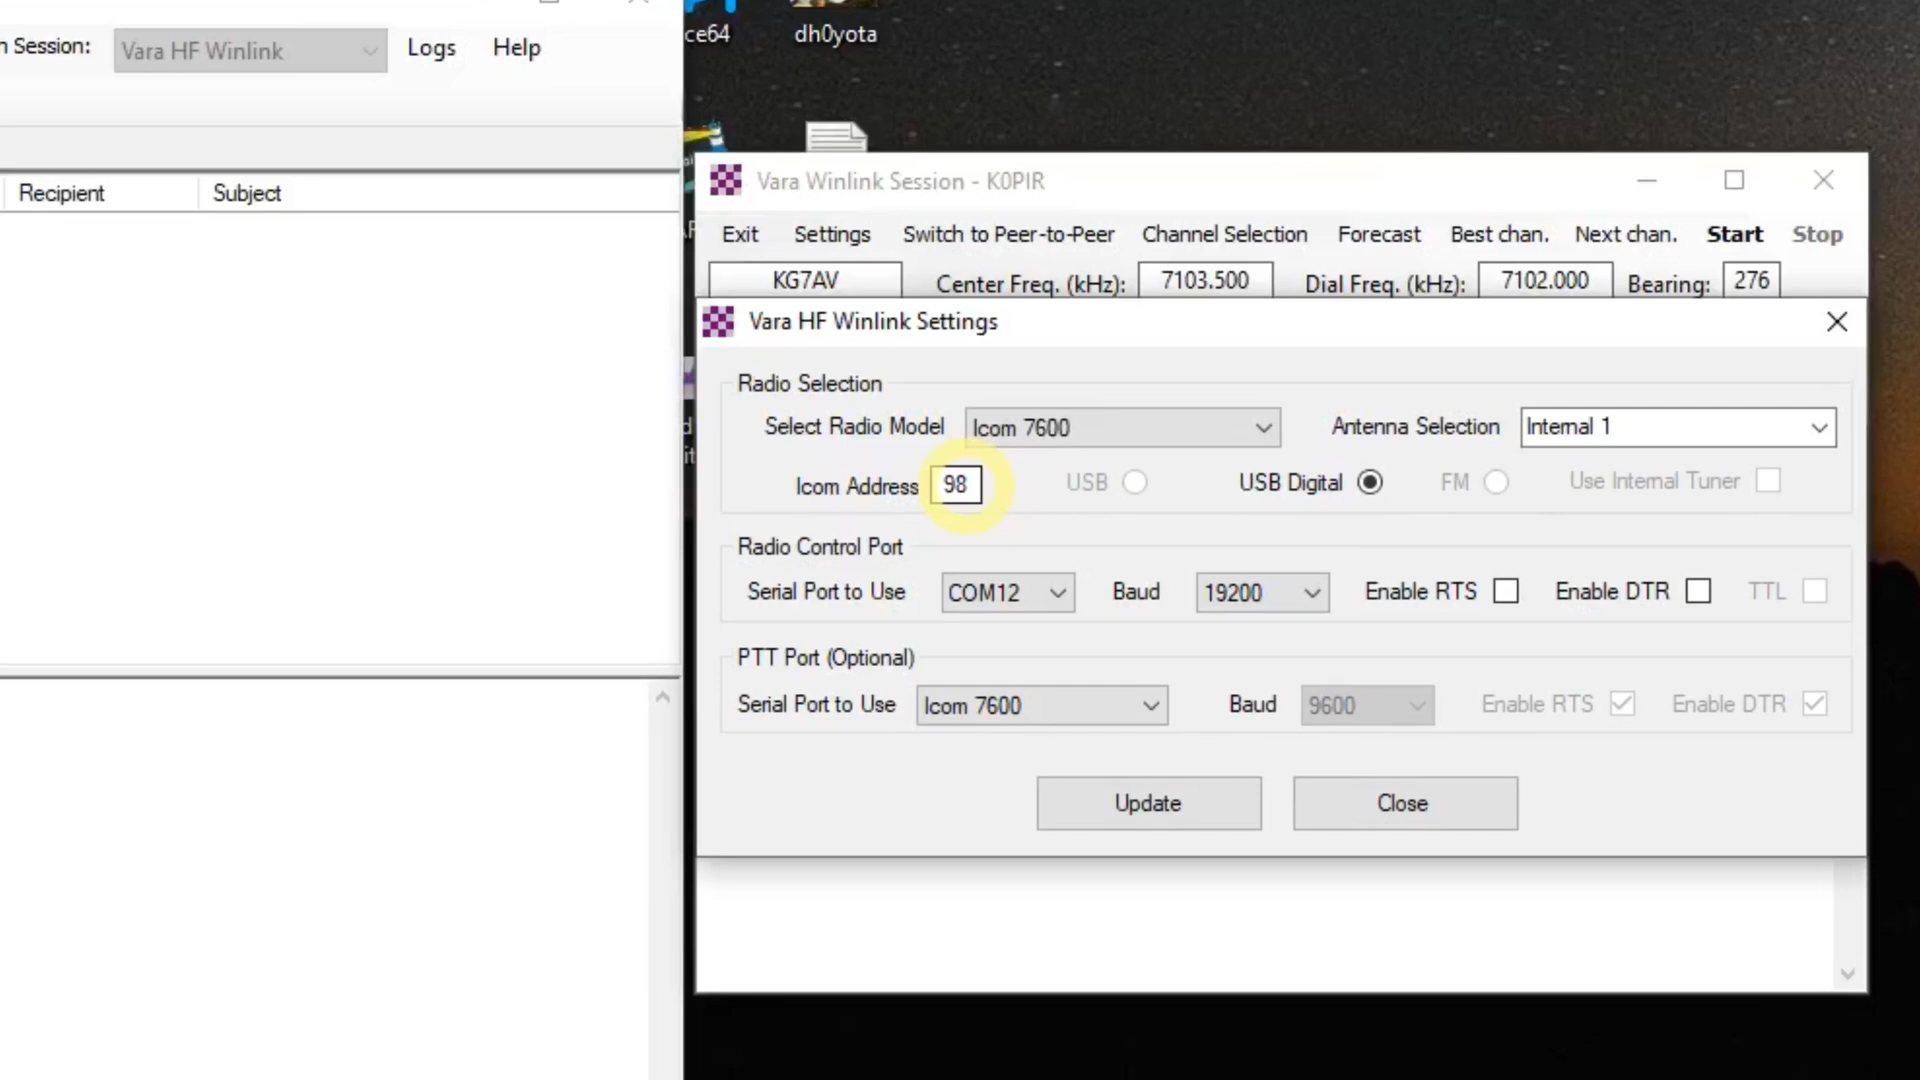 Session:
Vara HF Winlink
Logs
Help
ce64
dh0yota
Recipient
Subject
Vara Winlink Session - K0PIR
Exit
Settings
Switch to Peer-to-Peer
Channel Selection
Forecast
Best chan.
Next chan.
Start
Stop
KG7AV
Center Freq. (kHz):
7103.500
Dial Freq. (kHz):
7102.000
Bearing:
276
Vara HF Winlink Settings
Radio Selection
Select Radio Model
Icom 7600
Antenna Selection
Internal 1
Icom Address
98
USB
USB Digital
FM
Use Internal Tuner
Radio Control Port
Serial Port to Use
COM12
Baud
19200
Enable RTS
Enable DTR
TTL
PTT Port (Optional)
Serial Port to Use
Icom 7600
Baud
9600
Enable RTS
Enable DTR
Update
Close